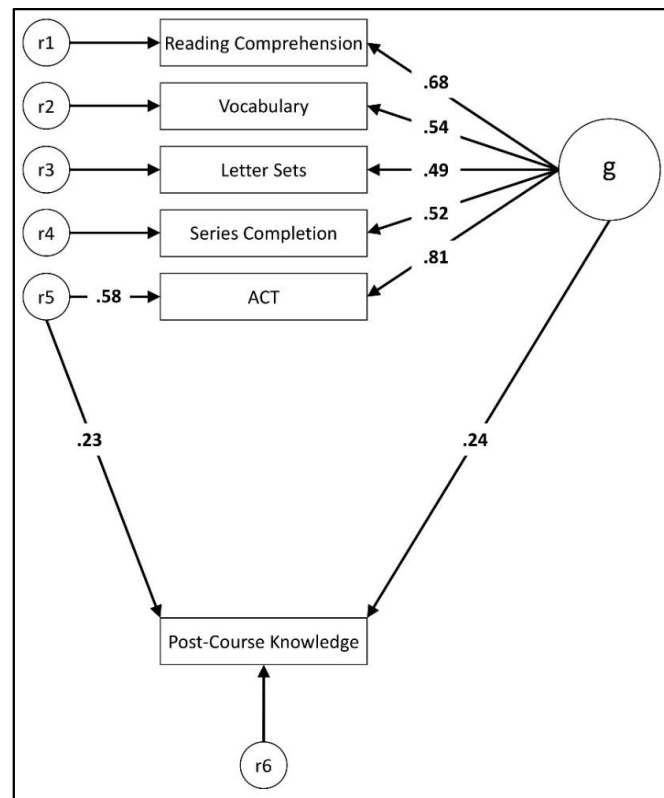 r1
Reading Comprehension
.68
r2
Vocabulary
.54
r3
Letter Sets
.49
g
r4
Series Completion
.52
r5
.58
ACT
.81
.23
.24
Post-Course Knowledge
r6